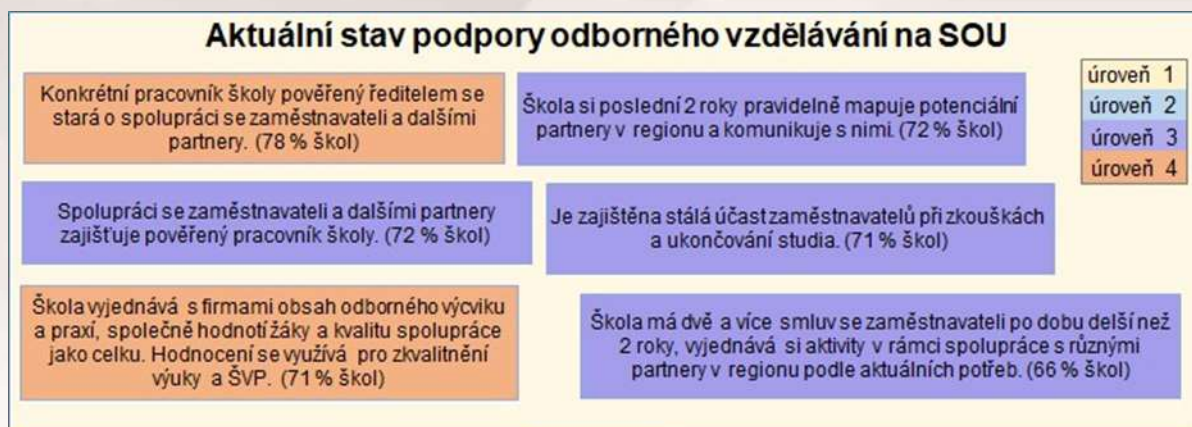 Aktuální stav podpory odborného vzdělávání na SOU
Konkrétní pracovník školy pověřený ředitelem se
stará o spolupráci se zaměstnavateli a dalšími
partnery. (78 % škol)
Škola si poslední 2 roky pravidelně mapuje potenciální
partnery v regionu a komunikuje s nimi. (72 % škol)
úroveň 1
úroveň 2
úroveň 3
úroveň 4
Spolupráci se zaměstnavateli a dalšími partnery
zajišťuje pověřený pracovník školy. (72 % škol)
Je zajištěna stálá účast zaměstnavatelů při zkouškách
a ukončování studia. (71 % škol)
Škola vyjednává s firmami obsah odborného výcviku
a praxí, společně hodnotí žáky a kvalitu spolupráce
jako celku. Hodnocení se využívá pro zkvalitnění
výuky a ŠVP. (71 % škol)
Škola má dvě a více smluv se zaměstnavateli po dobu delší než
2 roky, vyjednává si aktivity v rámci spolupráce s různými
partnery v regionu podle aktuálních potřeb. (66 % škol)